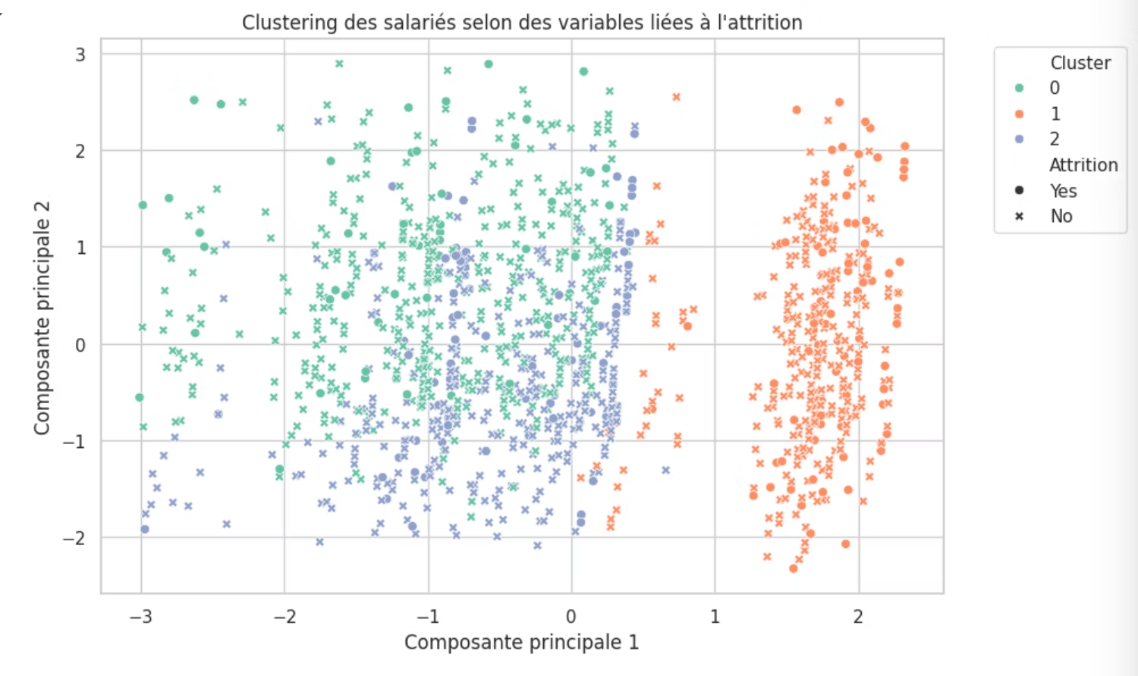 Clustering des salariés selon des variables liées à l'attrition
3
2
1
0
−1
−2
Composante principale 2
−3
−2
−1
0
1
2
Composante principale 1
Cluster
0
1
2
Attrition
Yes
No